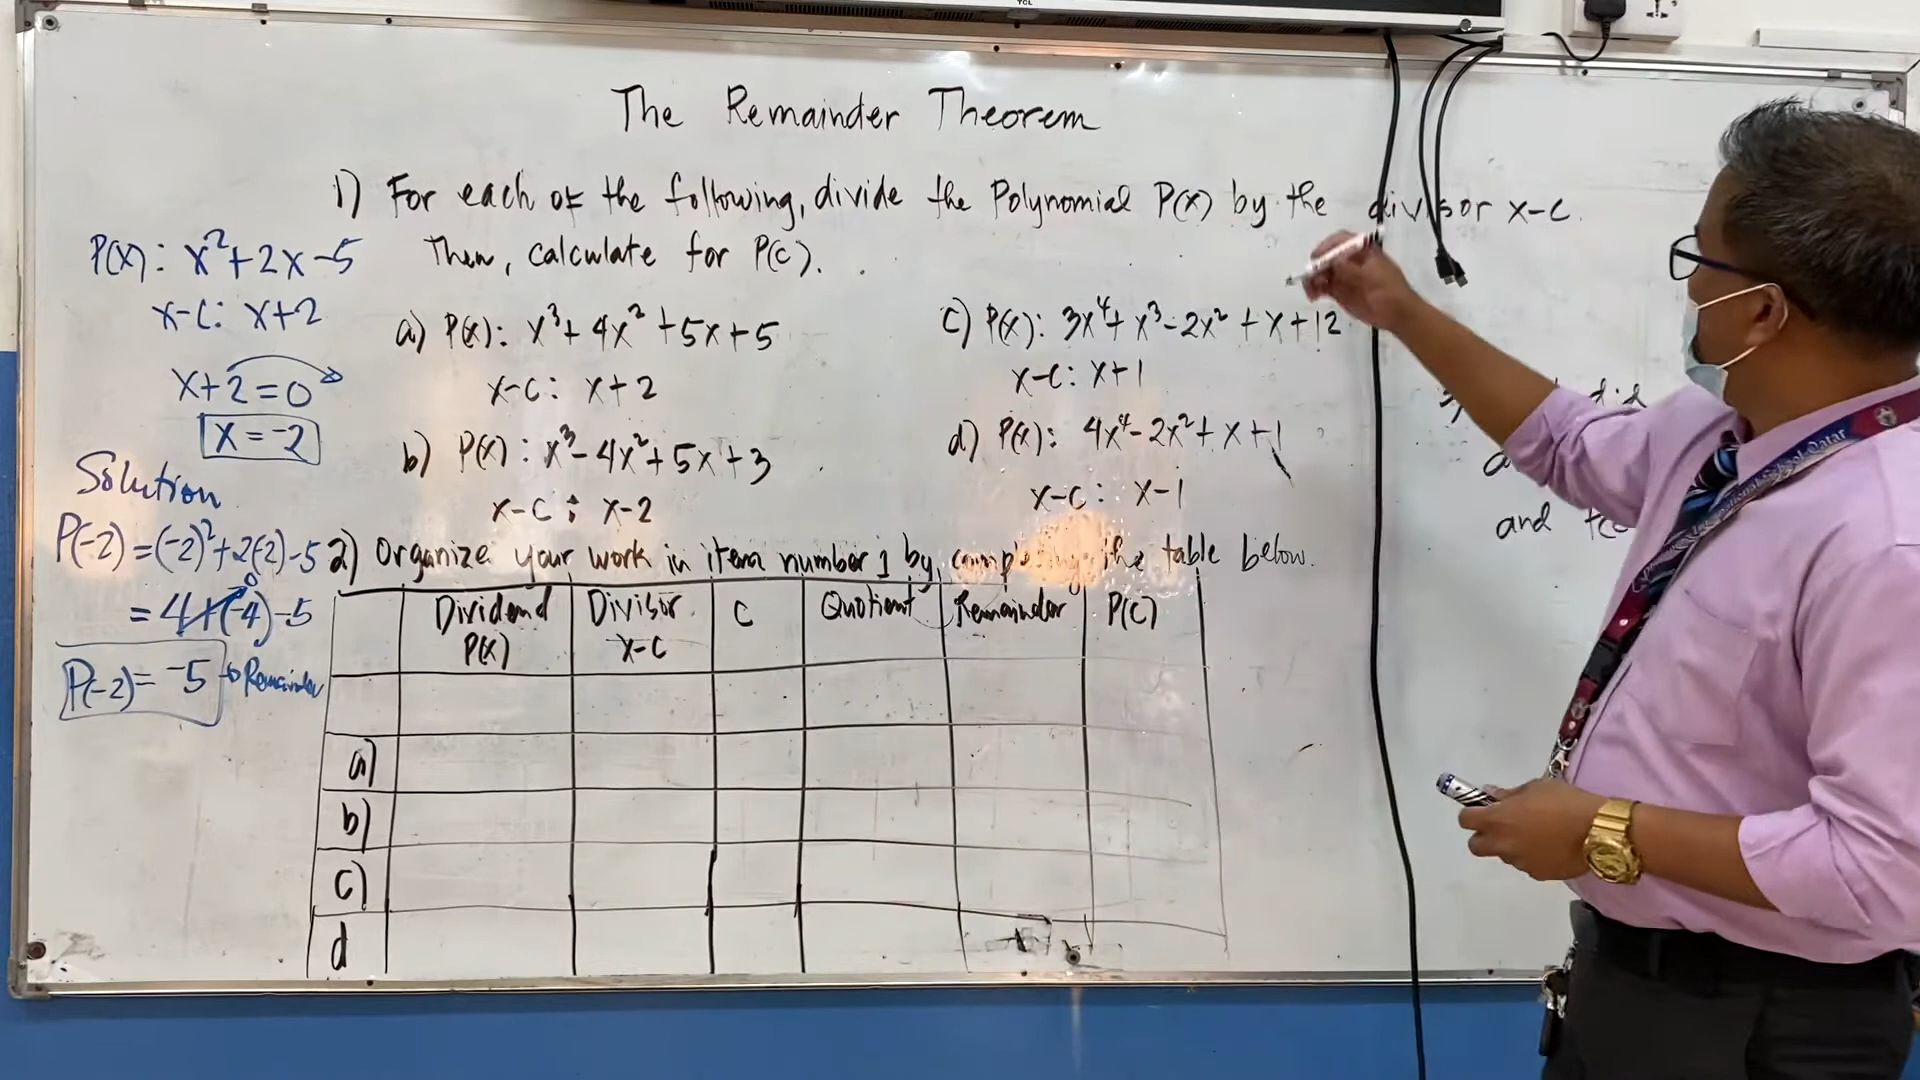 TCL
The Remainder Theorem
1) For each of the following, divide the Polynomial P(x) by the divisor x-c.
Then, calculate for P(c).
P(x): x²+2x-5
x-c: x+2
x+2=0
x=-2
Solution
P(-2)=(-2)²+2(-2)-5
0
=4+(-4)-5
P(-2)= -5 → Remainder
a) P(x): x³+4x²+5x+5
x-c: x+2
b) P(x): x³-4x²+5x+3
x-c: x-2
c) P(x): 3x⁴+x³-2x²+x+12
x-c: x+1
d) P(x): 4x⁴-2x²+x+1
x-c: x-1
2) Organize your work in item number 1 by completing the table below.
Dividend Divisor C Quotient Remainder P(C)
P(x) x-c
a)
b)
c)
d
3)
and